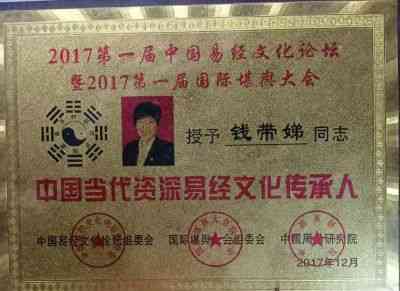 2017第一届中国易经文化论坛
暨2017第一届国际堪舆大会
授予 钱带娣 同志
中国当代资深易经文化传承人
中国易经文化论坛组委会 国际堪舆大会组委会 中国周易研究院
2017年12月